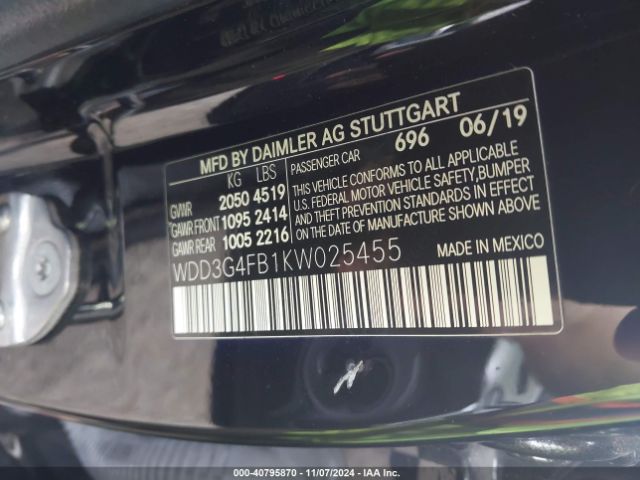 MFD BY DAIMLER AG STUTTGART
KG LBS
GVWR 2050 4519
GAWR FRONT 1095 2414
GAWR REAR 1005 2216
PASSENGER CAR 696 06/19
THIS VEHICLE CONFORMS TO ALL APPLICABLE
U.S. FEDERAL MOTOR VEHICLE SAFETY,BUMPER
AND THEFT PREVENTION STANDARDS IN EFFECT
ON THE DATE OF MANUFACTURE SHOWN ABOVE
MADE IN MEXICO
WDD3G4FB1KW025455
000-40795870 | 11/07/2024 | IAA Inc.